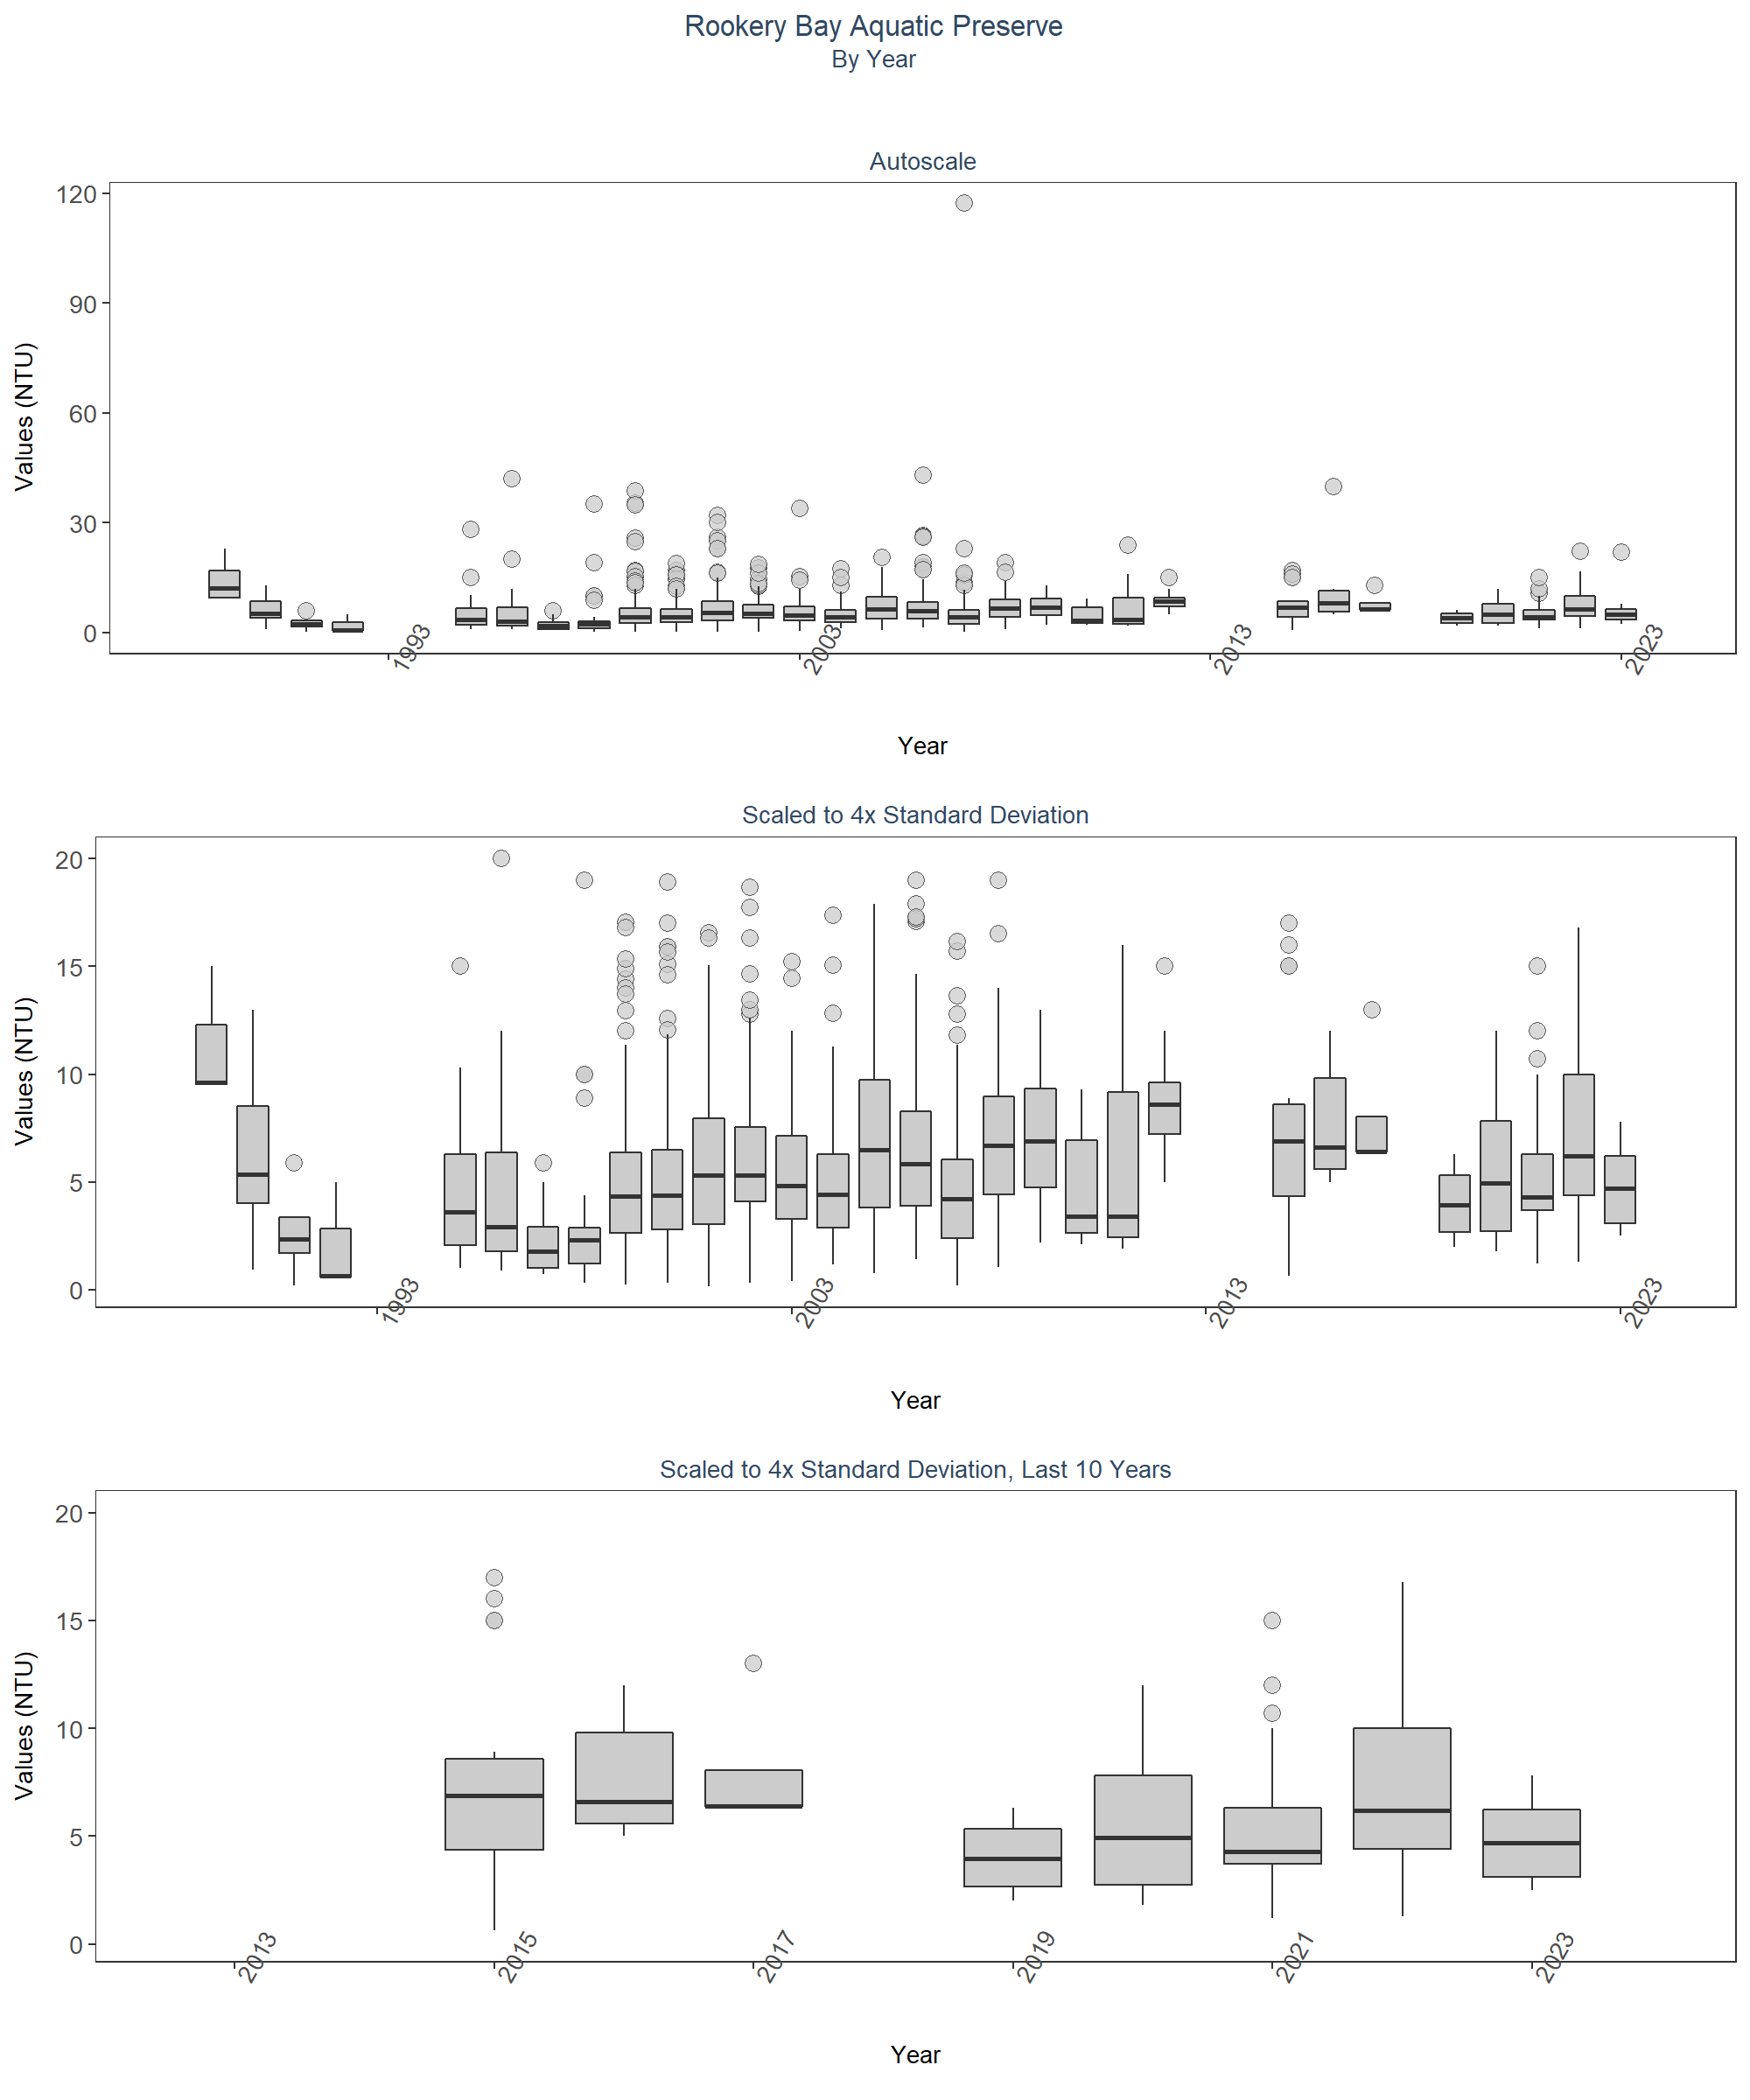 Rookery Bay Aquatic Preserve
By Year
Autoscale
120
90
60
30
0
Values (NTU)
1993 2003 2013 2023
Year
Scaled to 4x Standard Deviation
20
15
10
5
0
Values (NTU)
1993 2003 2013 2023
Year
Scaled to 4x Standard Deviation, Last 10 Years
20
15
10
5
0
Values (NTU)
2013 2015 2017 2019 2021 2023
Year